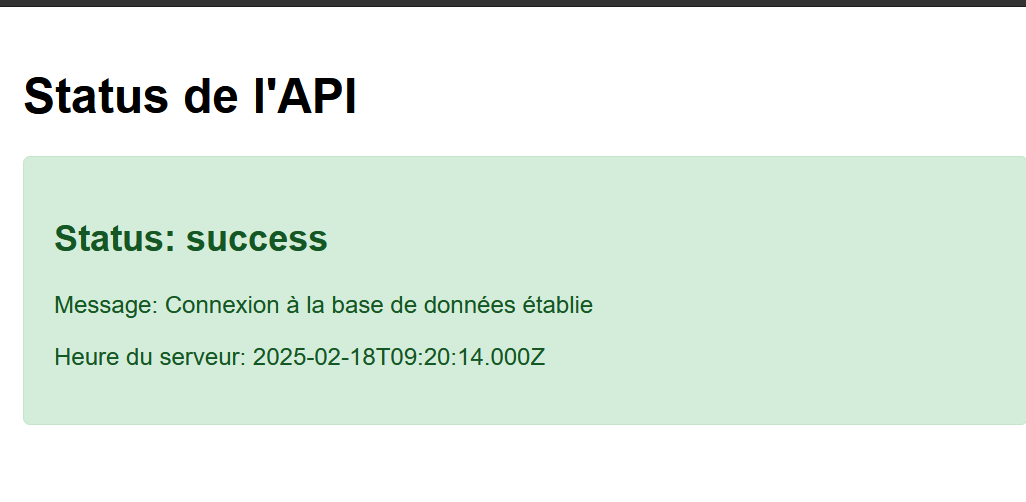 Status de l'API
Status: success
Message: Connexion à la base de données établie
Heure du serveur: 2025-02-18T09:20:14.000Z